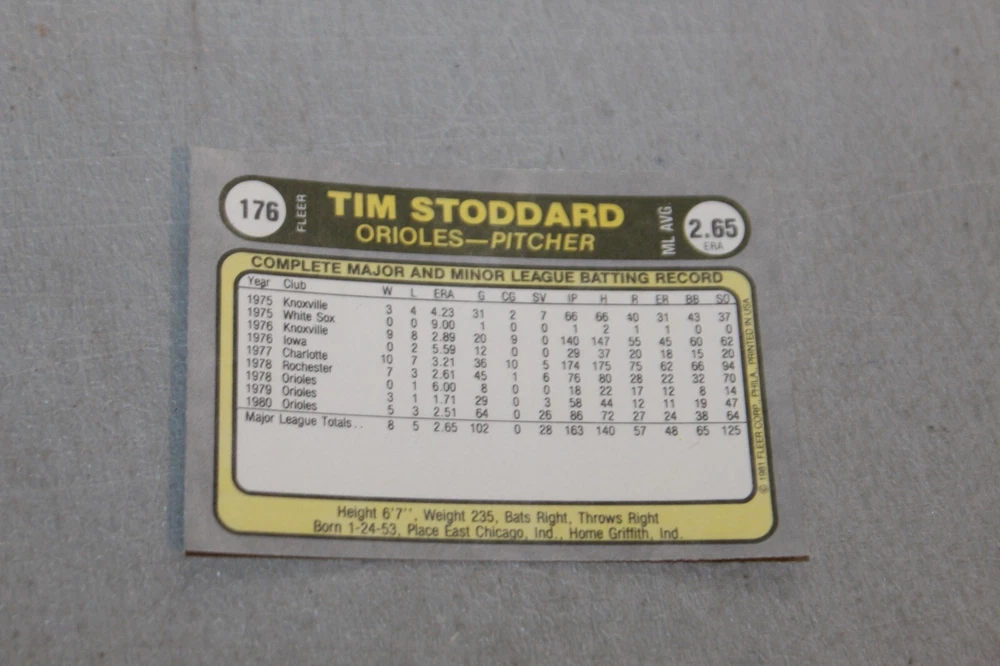 176 FLEER TIM STODDARD ML AVG. 2.65 ERA
ORIOLES—PITCHER
COMPLETE MAJOR AND MINOR LEAGUE BATTING RECORD
Year Club W L ERA G CG SV IP H R ER BB SO
1975 Knoxville 3 4 4.23 31 2 7 66 66 40 31 43 37
1975 White Sox 0 0 9.00 1 0 0 1 2 1 1 0 0
1976 Knoxville 9 8 2.89 20 9 0 140 147 55 45 60 62
1976 Iowa 0 2 5.59 12 0 0 29 37 20 18 15 20
1977 Charlotte 10 7 3.21 36 10 5 174 175 75 62 66 94
1978 Rochester 7 3 2.61 45 1 6 76 80 28 22 32 70
1978 Orioles 0 1 6.00 8 0 0 18 22 17 12 8 14
1979 Orioles 3 1 1.71 29 0 3 58 44 12 11 19 47
1980 Orioles 5 3 2.51 64 0 26 86 72 27 24 38 64
Major League Totals.. 8 5 2.65 102 0 28 163 140 57 48 65 125
Height 6'7'', Weight 235, Bats Right, Throws Right
Born 1-24-53, Place East Chicago, Ind., Home Griffith, Ind.
© 1981 FLEER CORP., PHILA., PRINTED IN USA